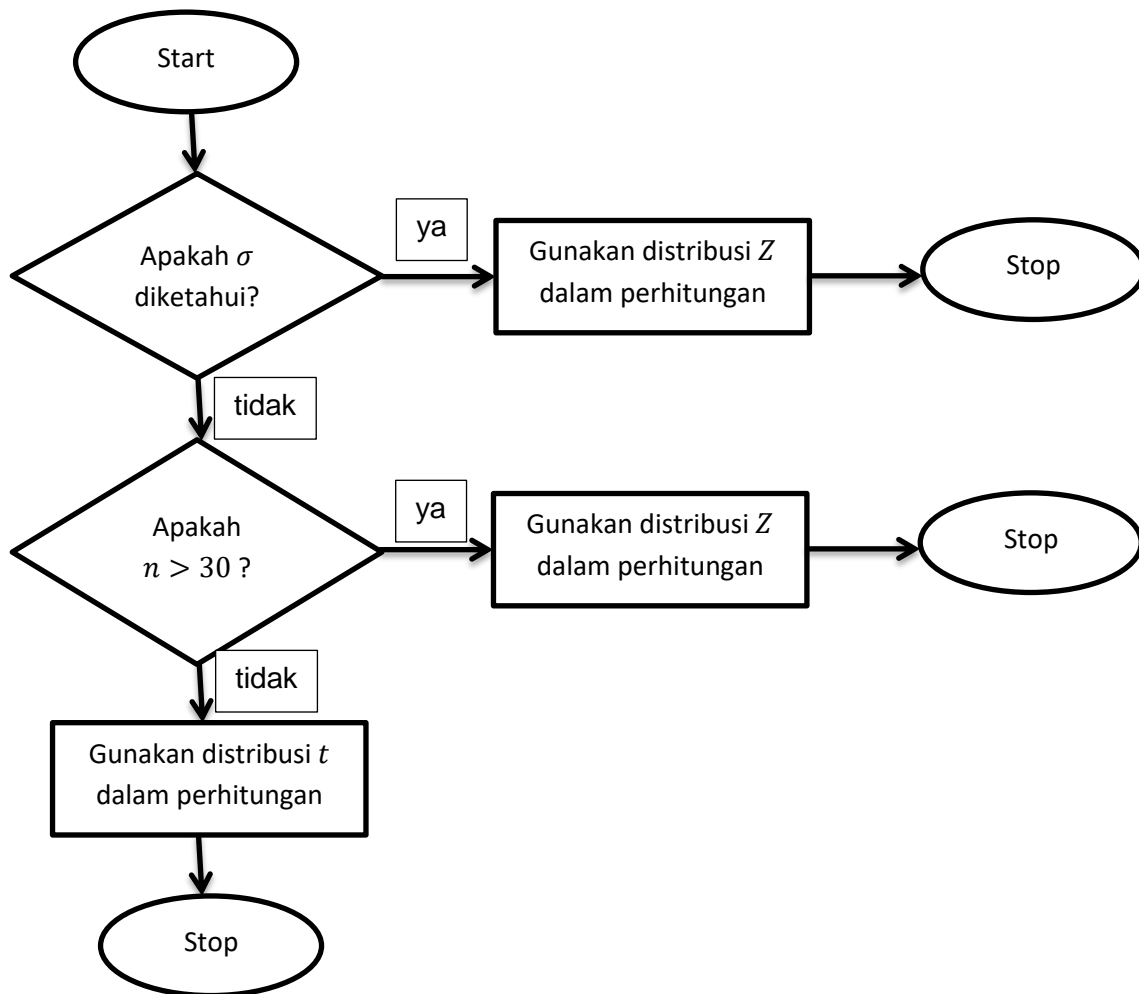 Start
Apakah σ
diketahui?
ya
Gunakan distribusi Z
dalam perhitungan
Stop
tidak
Apakah
n > 30 ?
ya
Gunakan distribusi Z
dalam perhitungan
Stop
tidak
Gunakan distribusi t
dalam perhitungan
Stop